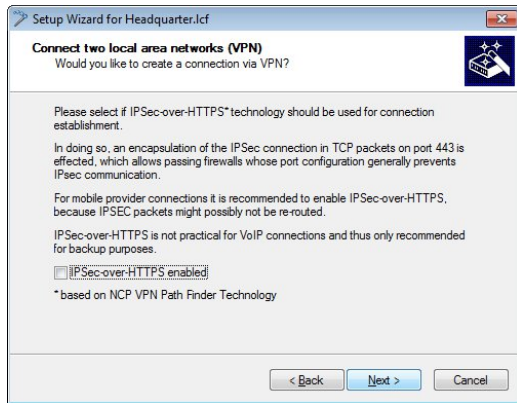 Setup Wizard for Headquarter.lcf
Connect two local area networks (VPN)
Would you like to create a connection via VPN?
Please select if IPSec-over-HTTPS* technology should be used for connection
establishment.
In doing so, an encapsulation of the IPSec connection in TCP packets on port 443 is
effected, which allows passing firewalls whose port configuration generally prevents
IPsec communication.
For mobile provider connections it is recommended to enable IPSec-over-HTTPS,
because IPSEC packets might possibly not be re-routed.
IPSec-over-HTTPS is not practical for VoIP connections and thus only recommended
for backup purposes.
IPSec-over-HTTPS enabled
* based on NCP VPN Path Finder Technology
< Back Next > Cancel